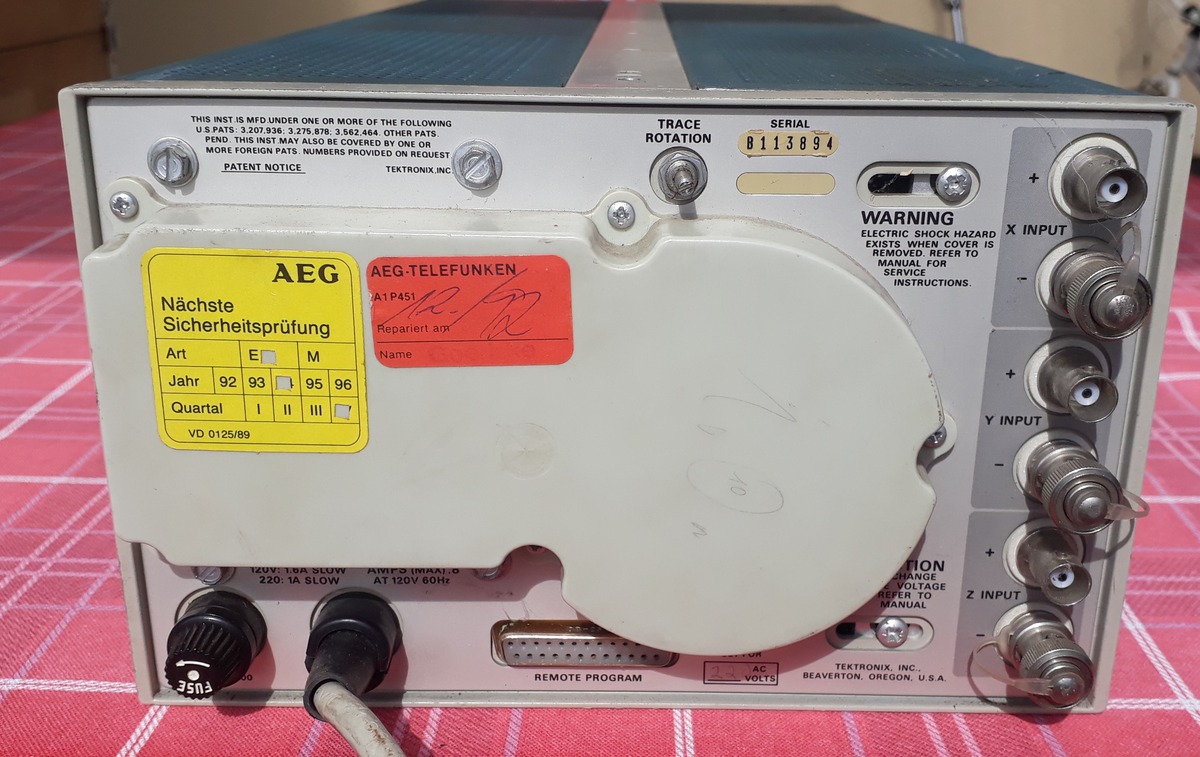 THIS INST. IS MFD. UNDER ONE OR MORE OF THE FOLLOWING
U.S.PATS: 3,207,936; 3,275,878; 3,562,464. OTHER PATS.
PEND. THIS INST MAY ALSO BE COVERED BY ONE OR
MORE FOREIGN PATS. NUMBERS PROVIDED ON REQUEST
PATENT NOTICE
TEKTRONIX,INC.
TRACE
ROTATION
SERIAL
B113894
WARNING
ELECTRIC SHOCK HAZARD
EXISTS WHEN COVER IS
REMOVED. REFER TO
MANUAL FOR
SERVICE
INSTRUCTIONS.
+
X INPUT
-
+
Y INPUT
-
+
Z INPUT
-
AEG
Nächste
Sicherheitsprüfung
Art E M
Jahr 92 93 95 96
Quartal I II III
VD 0125/89
AEG-TELEFUNKEN
A1P451
Repariert am
Name
120V: 1.6A SLOW
220: 1A SLOW
AMPS (MAX).8
AT 120V 60Hz
FUSE
REMOTE PROGRAM
AC
VOLTS
CHANGE
VOLTAGE
REFER TO
MANUAL
TEKTRONIX, INC.,
BEAVERTON, OREGON, U.S.A.